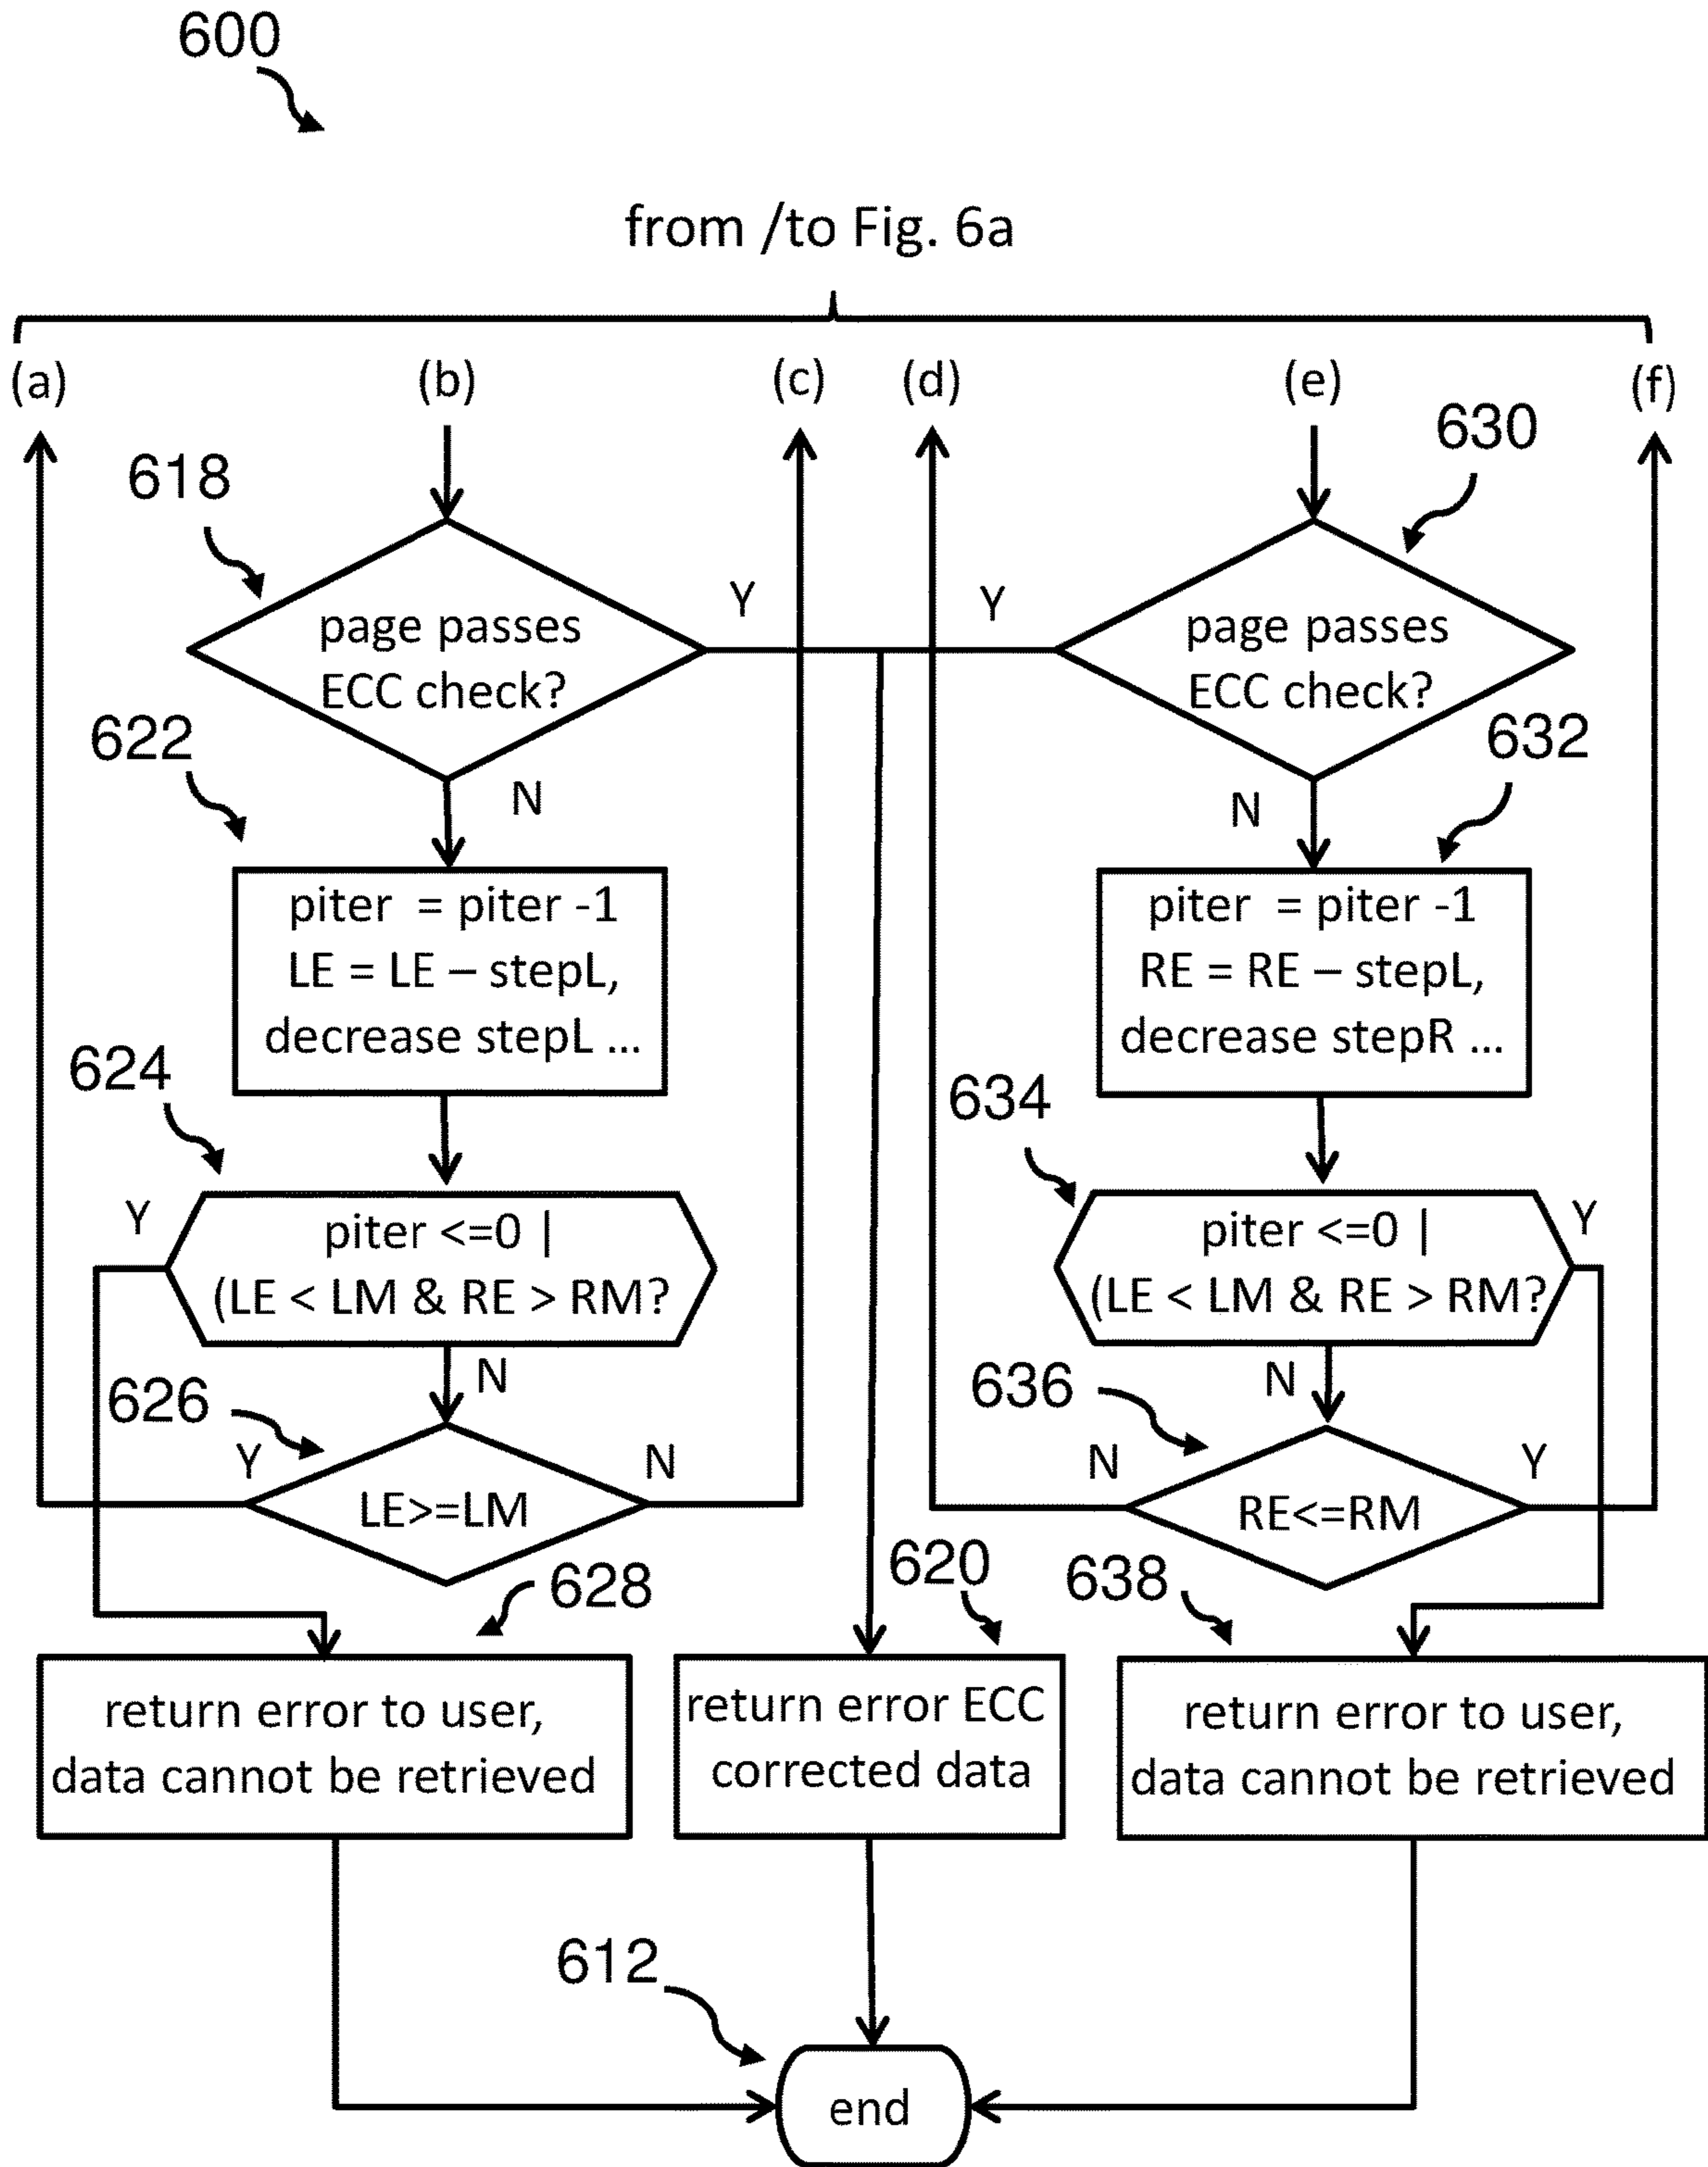 600
from /to Fig. 6a
(a) (b) (c) (d) (e) (f)
618
630
page passes
ECC check?
Y
Y
page passes
ECC check?
622
632
N
N
piter = piter -1
LE = LE – stepL,
decrease stepL ...
piter = piter -1
RE = RE – stepL,
decrease stepR ...
624
634
Y
piter <=0 |
(LE < LM & RE > RM?
piter <=0 |
(LE < LM & RE > RM?
Y
N
N
626
636
Y
LE>=LM
N
N
RE<=RM
Y
628
620
638
return error to user,
data cannot be retrieved
return error ECC
corrected data
return error to user,
data cannot be retrieved
612
end